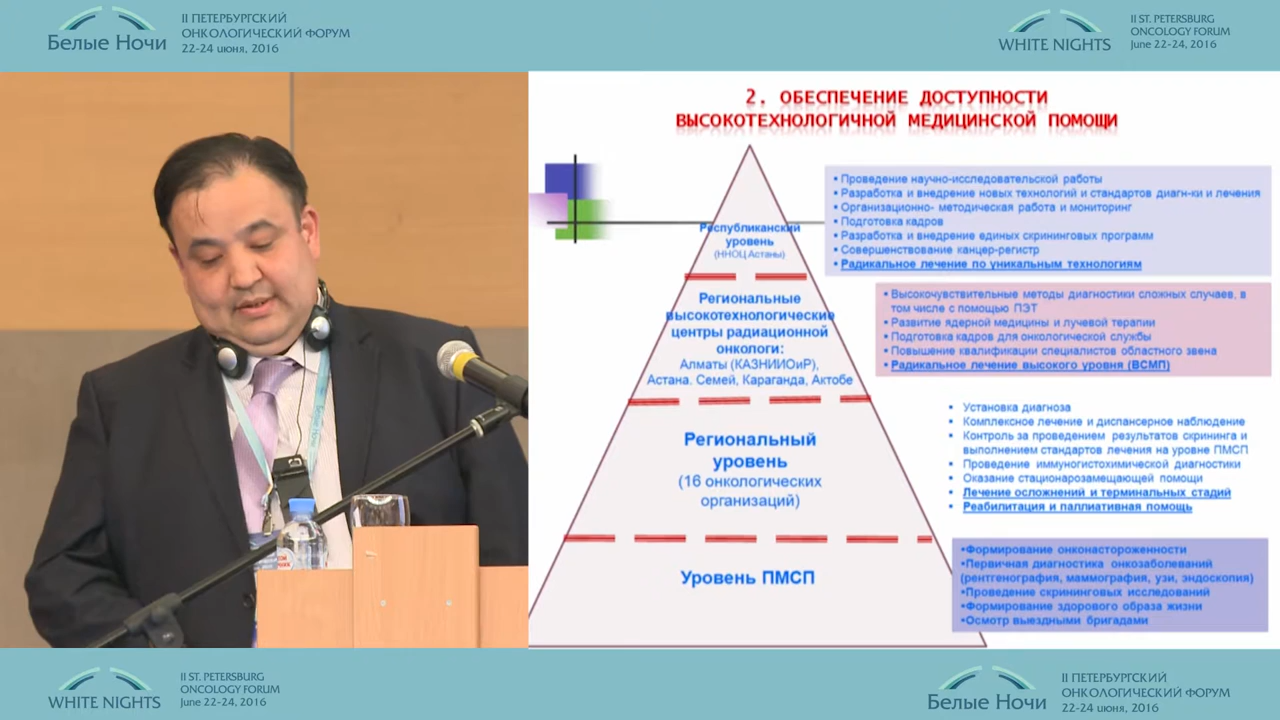 Белые Ночи
II ПЕТЕРБУРГСКИЙ
ОНКОЛОГИЧЕСКИЙ ФОРУМ
22-24 июня, 2016
WHITE NIGHTS
II ST. PETERSBURG
ONCOLOGY FORUM
June 22-24, 2016
2. ОБЕСПЕЧЕНИЕ ДОСТУПНОСТИ
ВЫСОКОТЕХНОЛОГИЧНОЙ МЕДИЦИНСКОЙ ПОМОЩИ
Республиканский
уровень
(ННОЦ Астаны)
▪ Проведение научно-исследовательской работы
▪ Разработка и внедрение новых технологий и стандартов диагн-ки и лечения
▪ Организационно- методическая работа и мониторинг
▪ Подготовка кадров
▪ Разработка и внедрение единых скрининговых программ
▪ Совершенствование канцер-регистр
▪ Радикальное лечение по уникальным технологиям
Региональные
высокотехнологические
центры радиационной
онкологи:
Алматы (КАЗНИИОиР),
Астана. Семей, Караганда, Актобе
▪ Высокочувствительные методы диагностики сложных случаев, в
том числе с помощью ПЭТ
▪ Развитие ядерной медицины и лучевой терапии
▪ Подготовка кадров для онкологической службы
▪ Повышение квалификации специалистов областного звена
▪ Радикальное лечение высокого уровня (ВСМП)
Региональный
уровень
(16 онкологических
организаций)
▪ Установка диагноза
▪ Комплексное лечение и диспансерное наблюдение
▪ Контроль за проведением результатов скрининга и
выполнением стандартов лечения на уровне ПМСП
▪ Проведение иммуногистохимической диагностики
▪ Оказание стационарозамещающей помощи
▪ Лечение осложнений и терминальных стадий
▪ Реабилитация и паллиативная помощь
Уровень ПМСП
▪Формирование онконастороженности
▪Первичная диагностика онкозаболеваний
(рентгенография, маммография, узи, эндоскопия)
▪Проведение скрининговых исследований
▪Формирование здорового образа жизни
▪Осмотр выездными бригадами
WHITE NIGHTS
II ST. PETERSBURG
ONCOLOGY FORUM
June 22-24, 2016
Белые Ночи
II ПЕТЕРБУРГСКИЙ
ОНКОЛОГИЧЕСКИЙ ФОРУМ
22-24 июня, 2016